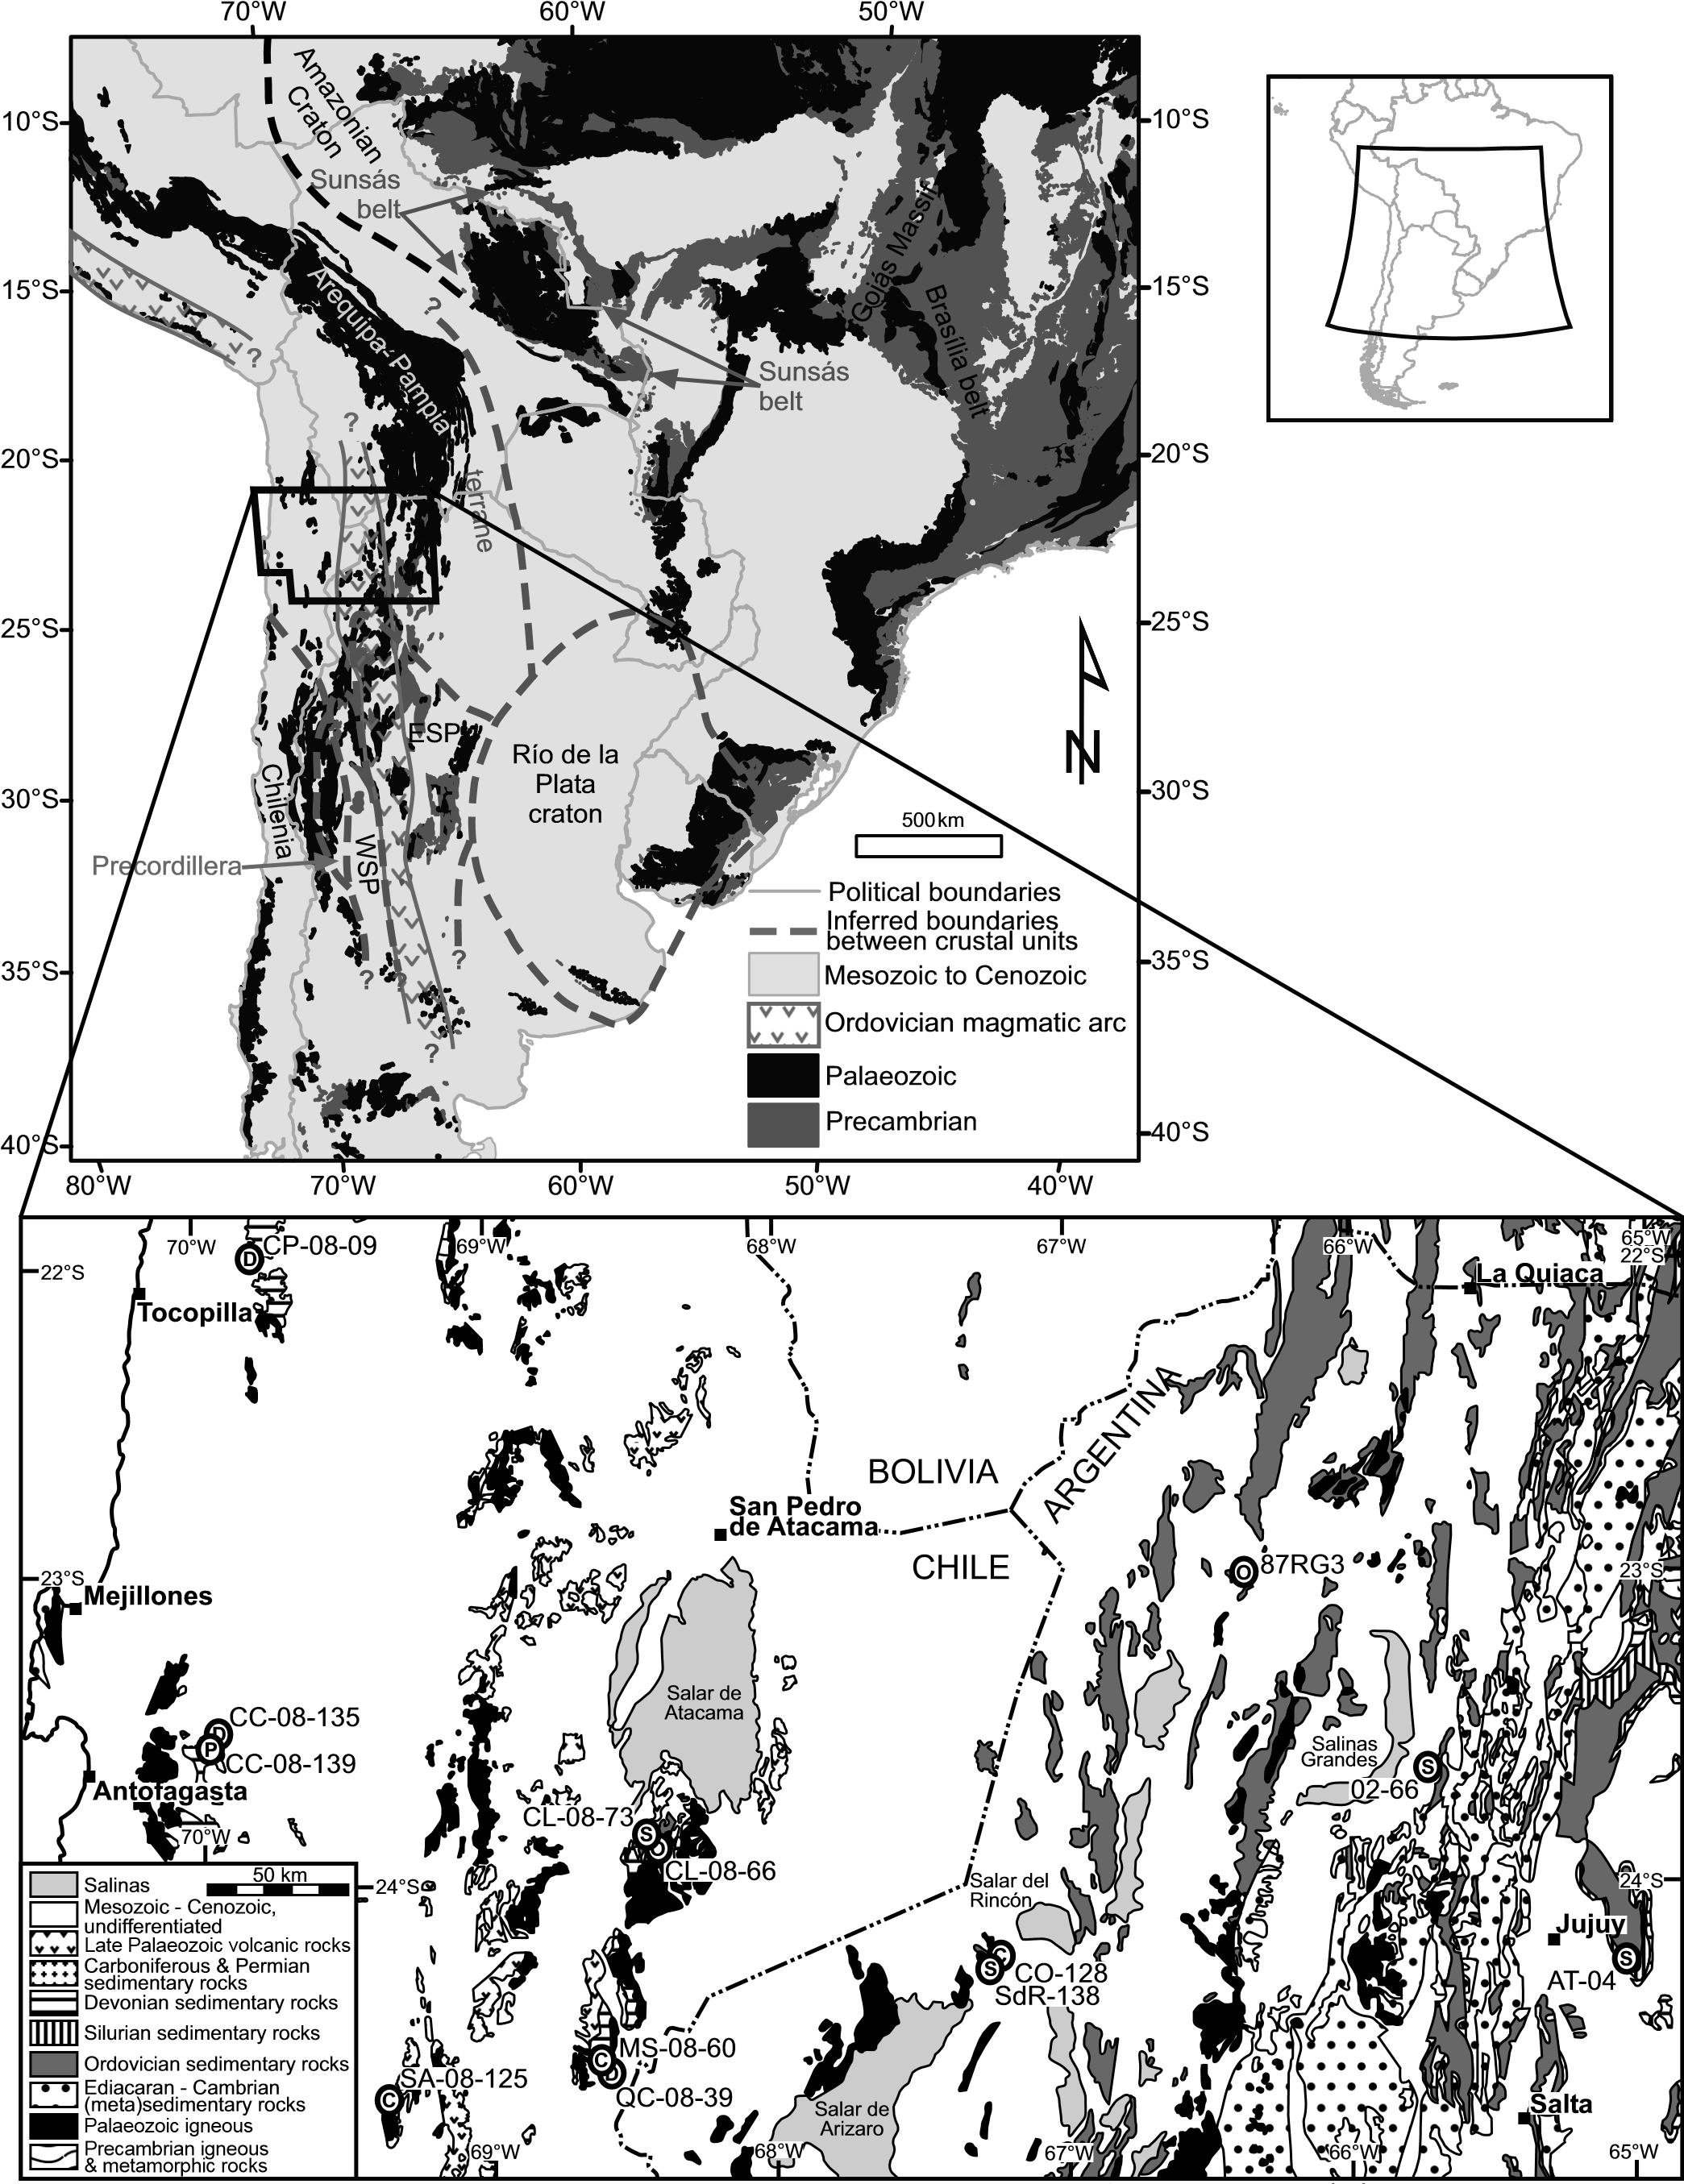 70°W
60°W
50°W
10°S
15°S
20°S
25°S
30°S
35°S
40°S
10°S
15°S
20°S
25°S
30°S
35°S
40°S
80°W
70°W
60°W
50°W
40°W
Amazonian
Craton
Sunsás
belt
Goiás Massif
Brasília belt
Arequipa-Pampia
terrane
?
?
?
Sunsás
belt
ESP
Río de la
Plata
craton
Chilenia
WSP
Precordillera
?
?
?
?
N
500km
Political boundaries
Inferred boundaries
between crustal units
Mesozoic to Cenozoic
Ordovician magmatic arc
Palaeozoic
Precambrian
70°W
69°W
68°W
67°W
66°W
65°W
22°S
22°S
D
CP-08-09
Tocopilla
La Quiaca
BOLIVIA
ARGENTINA
San Pedro
de Atacama
CHILE
23°S
23°S
Mejillones
O
87RG3
Salar de
Atacama
D
CC-08-135
P
CC-08-139
Antofagasta
70°W
Salinas
Grandes
S
02-66
CL-08-73
S
CL-08-66
24°S
24°S
Salar del
Rincón
Jujuy
C
S
CO-128
SdR-138
S
AT-04
MS-08-60
C
QC-08-39
SA-08-125
C
Salar de
Arizaro
Salta
69°W
68°W
67°W
66°W
65°W
50 km
Salinas
Mesozoic - Cenozoic,
undifferentiated
Late Palaeozoic volcanic rocks
Carboniferous & Permian
sedimentary rocks
Devonian sedimentary rocks
Silurian sedimentary rocks
Ordovician sedimentary rocks
Ediacaran - Cambrian
(meta)sedimentary rocks
Palaeozoic igneous
Precambrian igneous
& metamorphic rocks